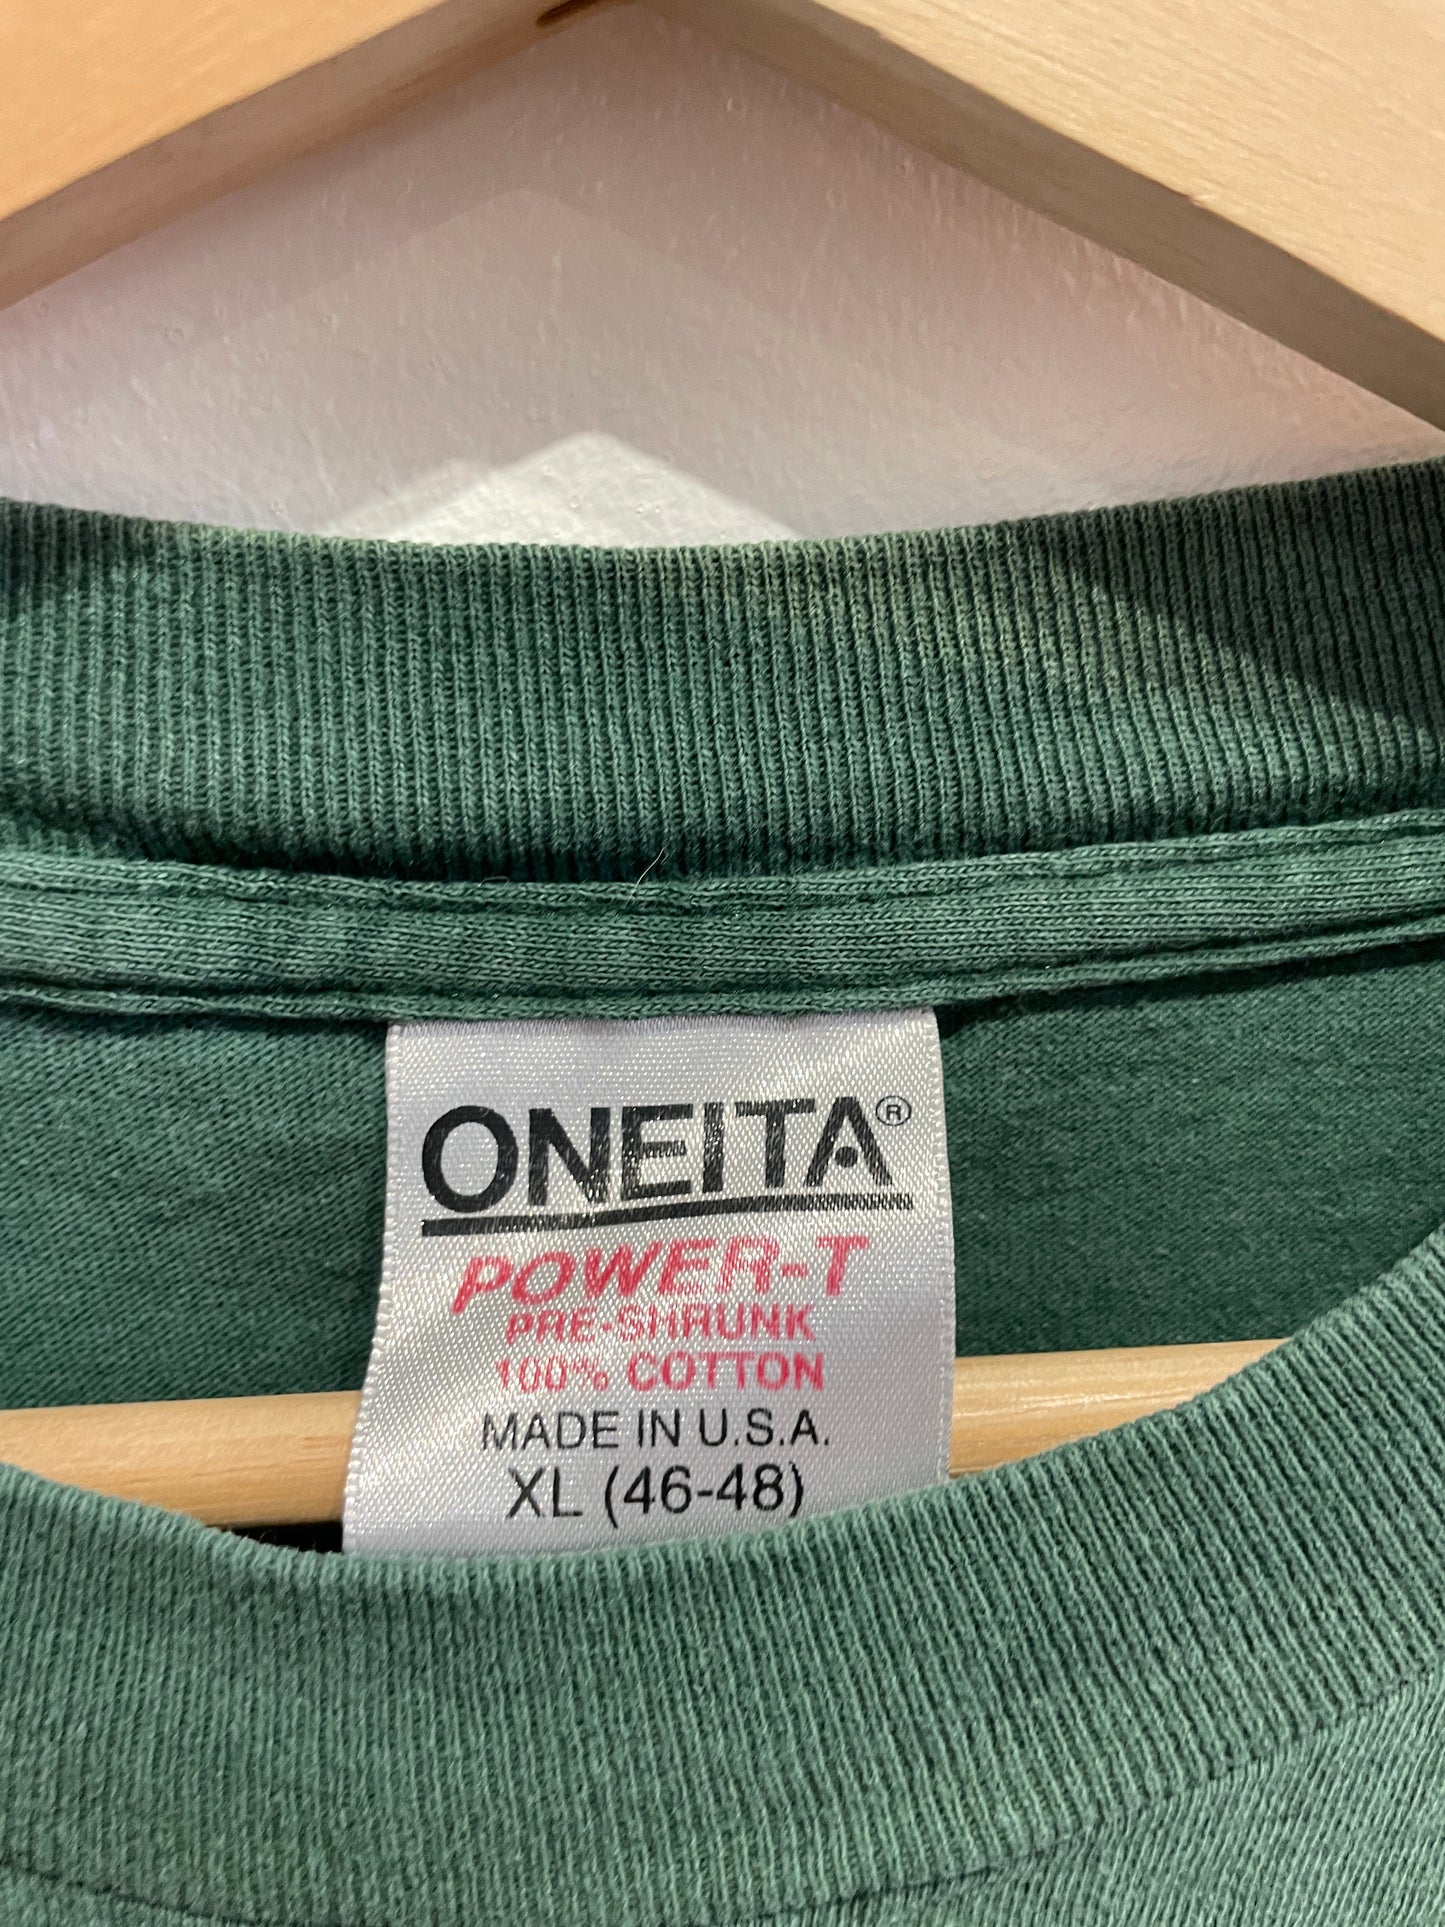 ONEITA®
POWER-T
PRE-SHRUNK
100% COTTON
MADE IN U.S.A.
XL (46-48)